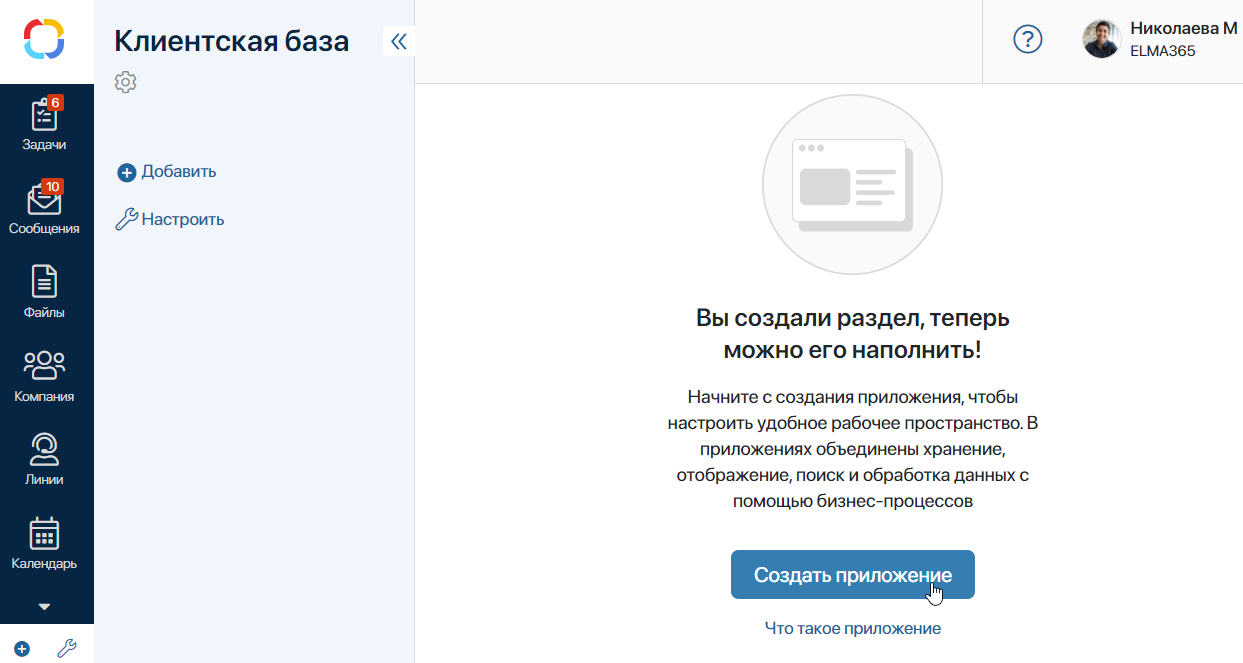 Клиентская база
Николаева М
ELMA365
6
Задачи
10
Сообщения
Файлы
Компания
Линии
Календарь
Добавить
Настроить
Вы создали раздел, теперь
можно его наполнить!
Начните с создания приложения, чтобы
настроить удобное рабочее пространство. В
приложениях объединены хранение,
отображение, поиск и обработка данных с
помощью бизнес-процессов
Создать приложение
Что такое приложение